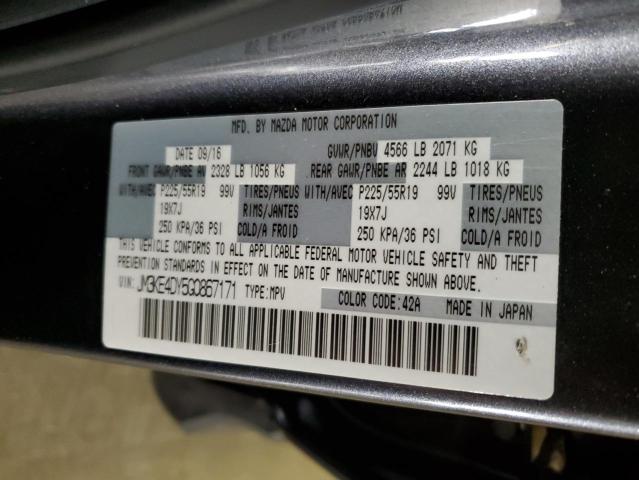 MFD. BY MAZDA MOTOR CORPORATION
DATE 09/16 GVWR/PNBV 4566 LB 2071 KG
FRONT GAWR/PNBE AV 2328 LB 1056 KG REAR GAWR/PNBE AR 2244 LB 1018 KG
WITH/AVEC P225/55R19 99V TIRES/PNEUS WITH/AVEC P225/55R19 99V TIRES/PNEUS
19X7J RIMS/JANTES 19X7J RIMS/JANTES
250 KPA/36 PSI COLD/A FROID 250 KPA/36 PSI COLD/A FROID
THIS VEHICLE CONFORMS TO ALL APPLICABLE FEDERAL MOTOR VEHICLE SAFETY AND THEFT
PREVENTION STANDARDS IN EFFECT ON THE DATE OF MANUFACTURE SHOWN ABOVE.
VIN: JM3KE4DY5G0867171 TYPE:MPV COLOR CODE:42A MADE IN JAPAN